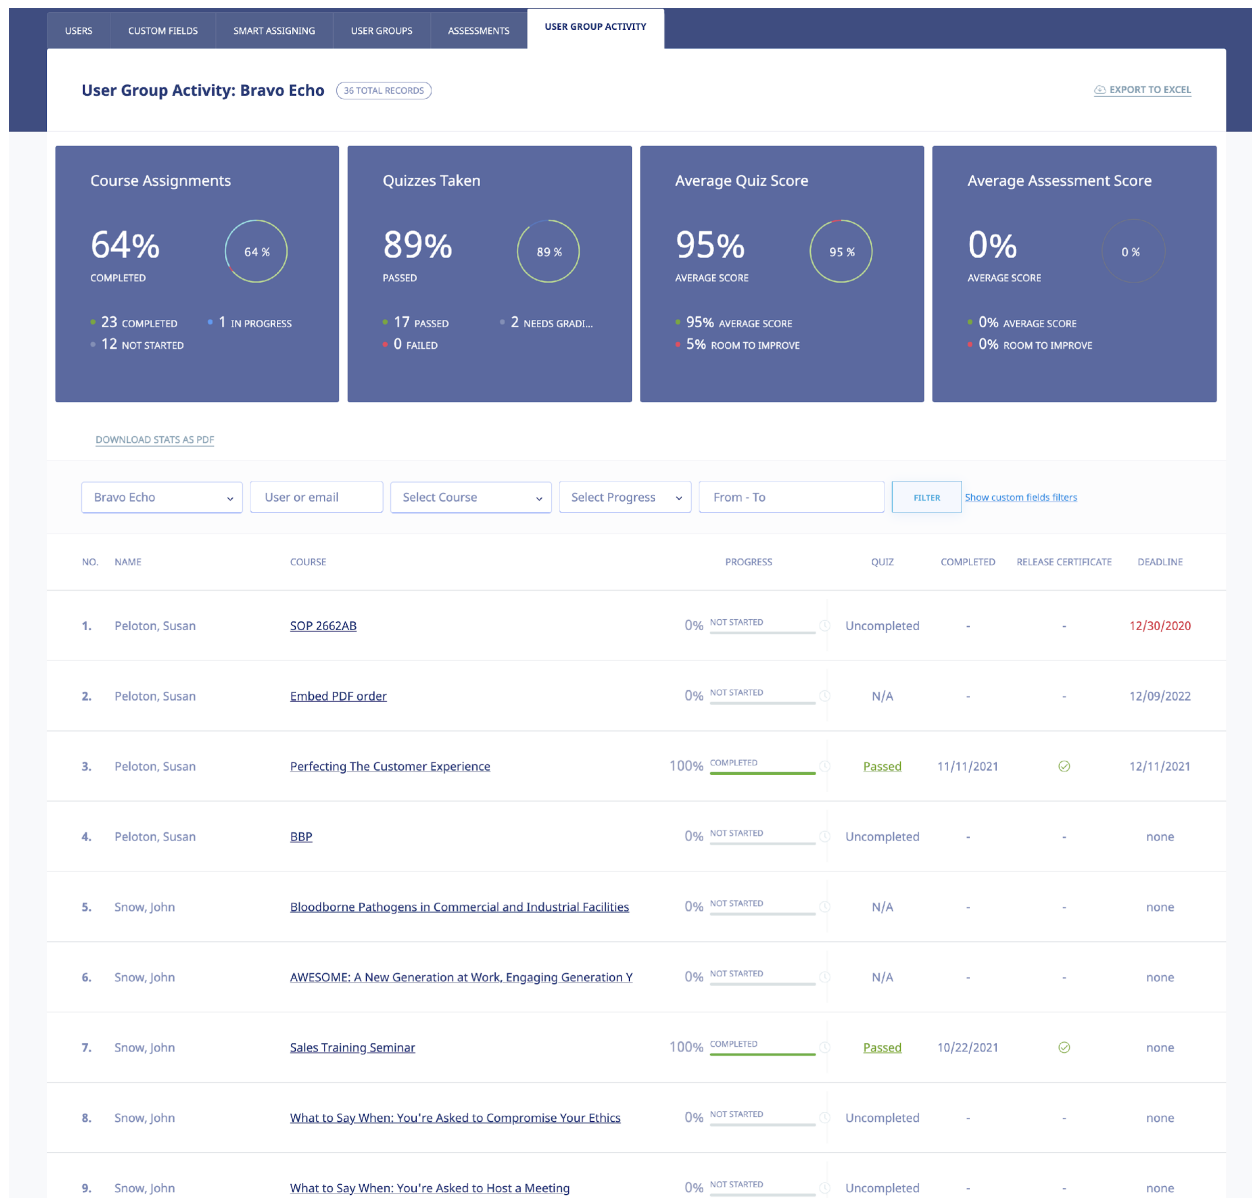 USERS CUSTOM FIELDS SMART ASSIGNING USER GROUPS ASSESSMENTS USER GROUP ACTIVITY
User Group Activity: Bravo Echo 36 TOTAL RECORDS EXPORT TO EXCEL
Course Assignments
64%
COMPLETED
64 %
23 COMPLETED 1 IN PROGRESS
12 NOT STARTED
Quizzes Taken
89%
PASSED
89 %
17 PASSED 2 NEEDS GRADI...
0 FAILED
Average Quiz Score
95%
AVERAGE SCORE
95 %
95% AVERAGE SCORE
5% ROOM TO IMPROVE
Average Assessment Score
0%
AVERAGE SCORE
0 %
0% AVERAGE SCORE
0% ROOM TO IMPROVE
DOWNLOAD STATS AS PDF
Bravo Echo User or email Select Course Select Progress From - To FILTER Show custom fields filters
NO. NAME COURSE PROGRESS QUIZ COMPLETED RELEASE CERTIFICATE DEADLINE
1. Peloton, Susan SOP 2662AB 0% NOT STARTED Uncompleted - - 12/30/2020
2. Peloton, Susan Embed PDF order 0% NOT STARTED N/A - - 12/09/2022
3. Peloton, Susan Perfecting The Customer Experience 100% COMPLETED Passed 11/11/2021 12/11/2021
4. Peloton, Susan BBP 0% NOT STARTED Uncompleted - - none
5. Snow, John Bloodborne Pathogens in Commercial and Industrial Facilities 0% NOT STARTED N/A - - none
6. Snow, John AWESOME: A New Generation at Work, Engaging Generation Y 0% NOT STARTED N/A - - none
7. Snow, John Sales Training Seminar 100% COMPLETED Passed 10/22/2021 none
8. Snow, John What to Say When: You're Asked to Compromise Your Ethics 0% NOT STARTED Uncompleted - - none
9. Snow, John What to Say When: You're Asked to Host a Meeting 0% NOT STARTED Uncompleted - - none